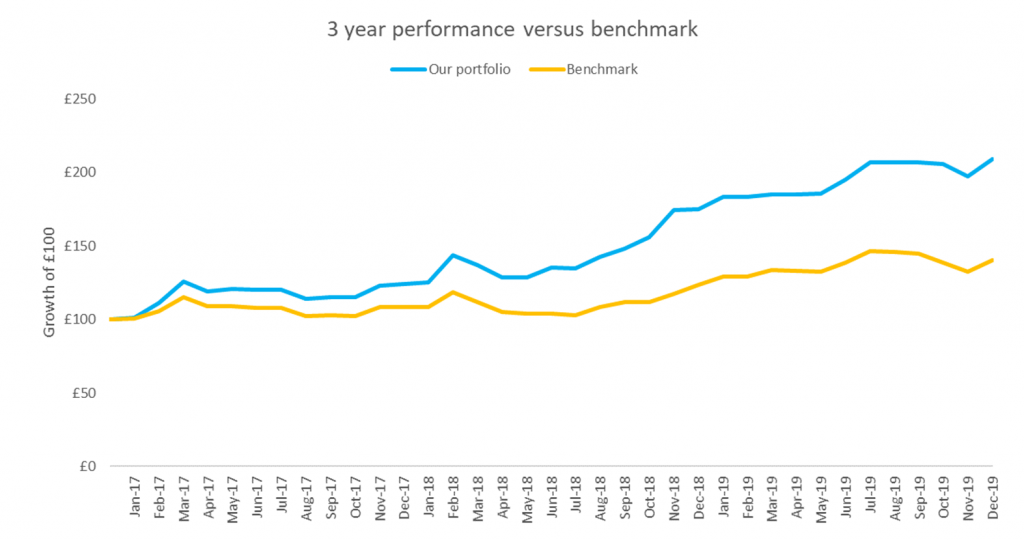 3 year performance versus benchmark
Our portfolio Benchmark
£250
£200
£150
£100
£50
£0
Growth of £100
Jan-17
Feb-17
Mar-17
Apr-17
May-17
Jun-17
Jul-17
Aug-17
Sep-17
Oct-17
Nov-17
Dec-17
Jan-18
Feb-18
Mar-18
Apr-18
May-18
Jun-18
Jul-18
Aug-18
Sep-18
Oct-18
Nov-18
Dec-18
Jan-19
Feb-19
Mar-19
Apr-19
May-19
Jun-19
Jul-19
Aug-19
Sep-19
Oct-19
Nov-19
Dec-19